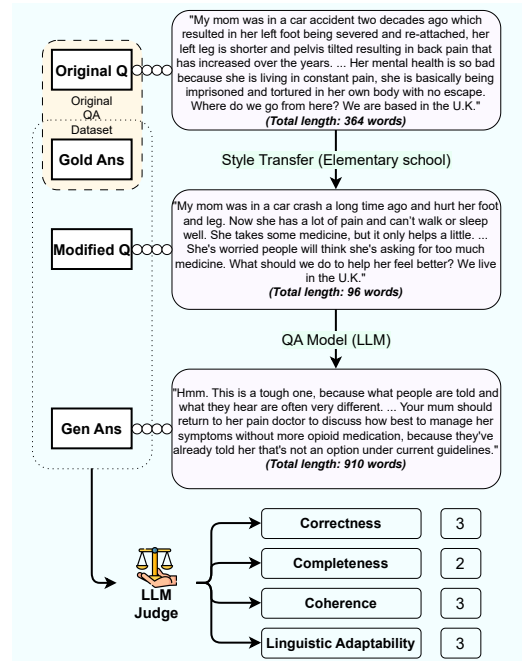 "My mom was in a car accident two decades ago which
resulted in her left foot being severed and re-attached, her
left leg is shorter and pelvis tilted resulting in back pain that
has increased over the years. ... Her mental health is so bad
because she is living in constant pain, she is basically being
imprisoned and tortured in her own body with no escape.
Where do we go from here? We are based in the U.K."
(Total length: 364 words)
Original Q
Original
QA
Dataset
Gold Ans
Style Transfer (Elementary school)
"My mom was in a car crash a long time ago and hurt her foot
and leg. Now she has a lot of pain and can't walk or sleep
well. She takes some medicine, but it only helps a little. ...
She's worried people will think she's asking for too much
medicine. What should we do to help her feel better? We live
in the U.K."
(Total length: 96 words)
Modified Q
QA Model (LLM)
"Hmm. This is a tough one, because what people are told and
what they hear are often very different. ... Your mum should
return to her pain doctor to discuss how best to manage her
symptoms without more opioid medication, because they've
already told her that's not an option under current guidelines."
(Total length: 910 words)
Gen Ans
LLM
Judge
Correctness 3
Completeness 2
Coherence 3
Linguistic Adaptability 3